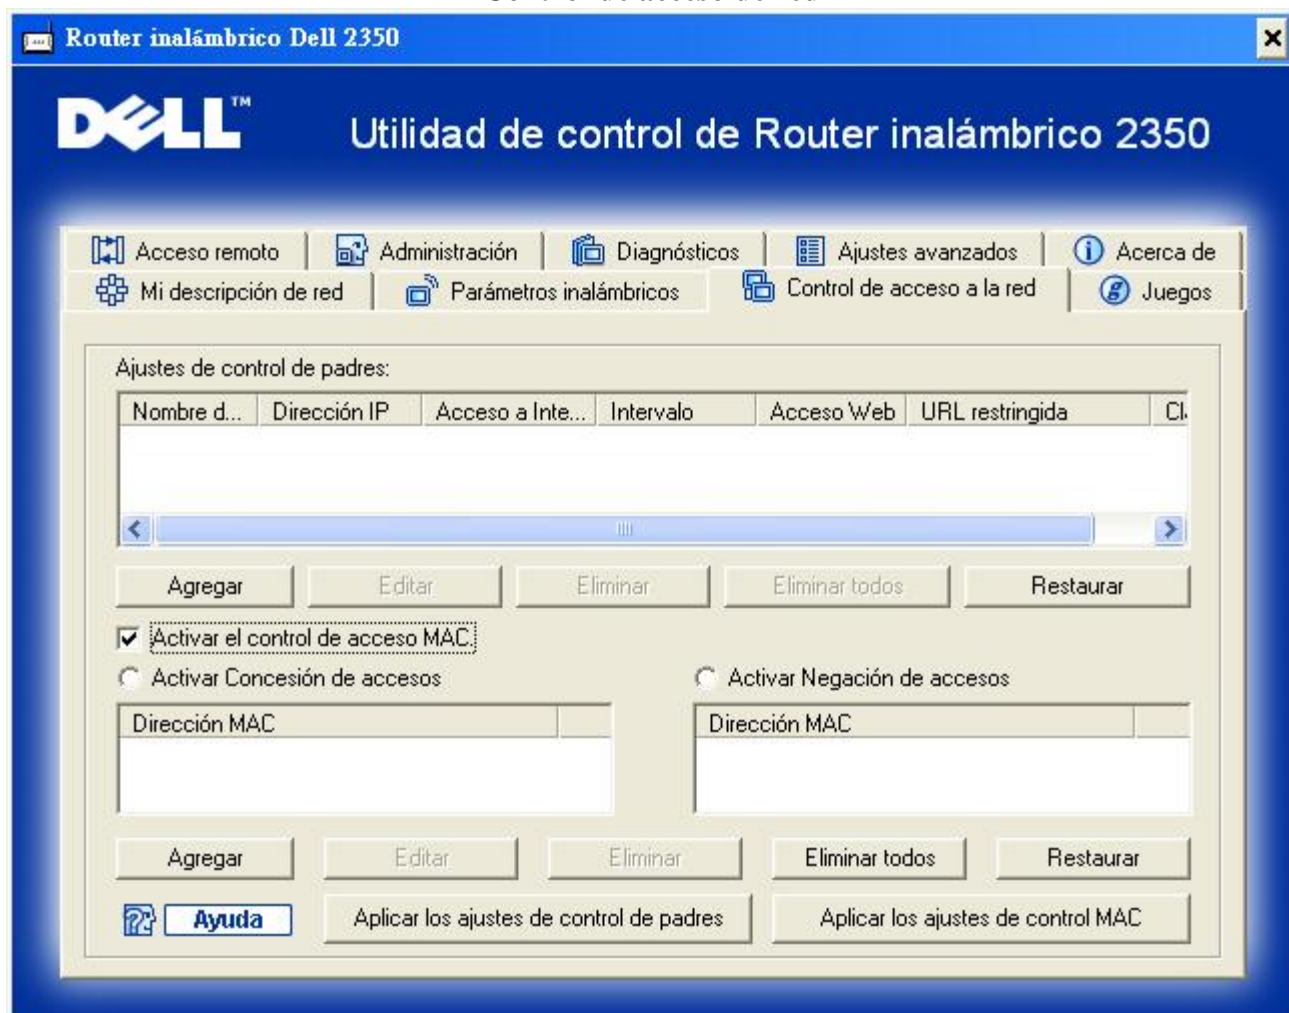 Router inalámbrico Dell 2350
DELL™
Utilidad de control de Router inalámbrico 2350
Acceso remoto
Administración
Diagnósticos
Ajustes avanzados
Acerca de
Mi descripción de red
Parámetros inalámbricos
Control de acceso a la red
Juegos
Ajustes de control de padres:
Nombre d... Dirección IP Acceso a Inte... Intervalo Acceso Web URL restringida Cl
Agregar Editar Eliminar Eliminar todos Restaurar
Activar el control de acceso MAC.
Activar Concesión de accesos
Activar Negación de accesos
Dirección MAC
Dirección MAC
Agregar Editar Eliminar Eliminar todos Restaurar
Ayuda
Aplicar los ajustes de control de padres
Aplicar los ajustes de control MAC